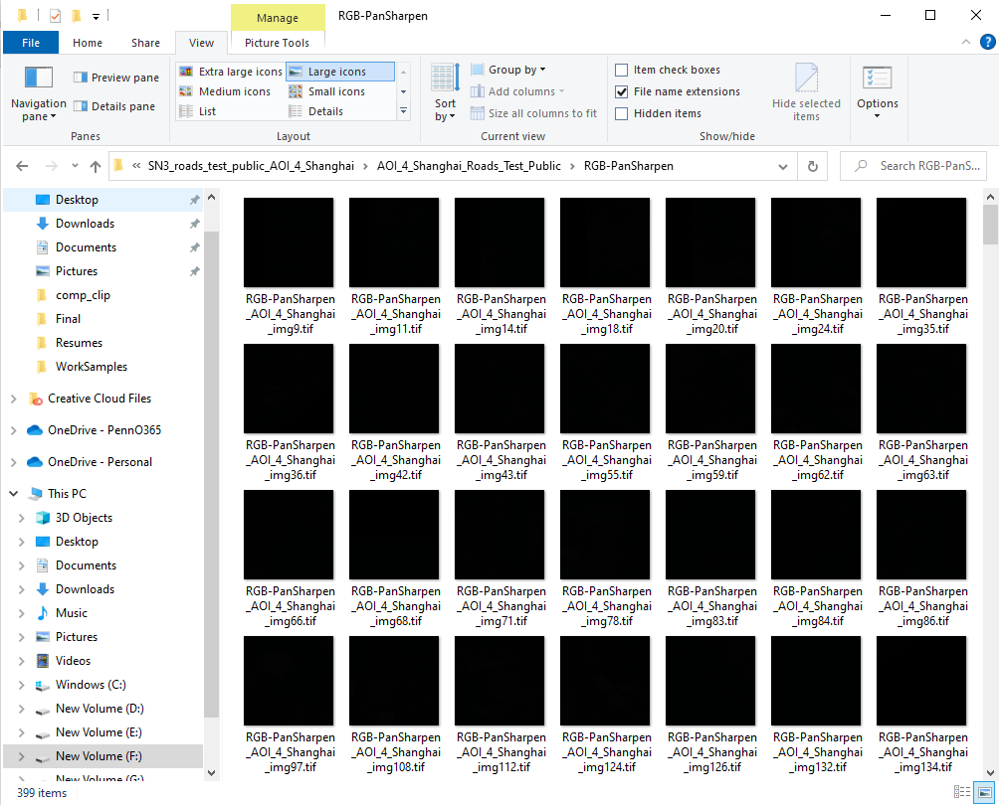 Manage
RGB-PanSharpen
File
Home
Share
View
Picture Tools
Navigation pane
Preview pane
Details pane
Panes
Extra large icons
Large icons
Medium icons
Small icons
List
Details
Layout
Sort by
Group by
Add columns
Size all columns to fit
Current view
Item check boxes
File name extensions
Hidden items
Hide selected items
Show/hide
Options
« SN3_roads_test_public_AOI_4_Shanghai > AOI_4_Shanghai_Roads_Test_Public > RGB-PanSharpen
Search RGB-PanS...
Desktop
Downloads
Documents
Pictures
comp_clip
Final
Resumes
WorkSamples
Creative Cloud Files
OneDrive - PennO365
OneDrive - Personal
This PC
3D Objects
Desktop
Documents
Downloads
Music
Pictures
Videos
Windows (C:)
New Volume (D:)
New Volume (E:)
New Volume (F:)
New Volume (G:)
RGB-PanSharpen_AOI_4_Shanghai_img9.tif
RGB-PanSharpen_AOI_4_Shanghai_img11.tif
RGB-PanSharpen_AOI_4_Shanghai_img14.tif
RGB-PanSharpen_AOI_4_Shanghai_img18.tif
RGB-PanSharpen_AOI_4_Shanghai_img20.tif
RGB-PanSharpen_AOI_4_Shanghai_img24.tif
RGB-PanSharpen_AOI_4_Shanghai_img35.tif
RGB-PanSharpen_AOI_4_Shanghai_img36.tif
RGB-PanSharpen_AOI_4_Shanghai_img42.tif
RGB-PanSharpen_AOI_4_Shanghai_img43.tif
RGB-PanSharpen_AOI_4_Shanghai_img55.tif
RGB-PanSharpen_AOI_4_Shanghai_img59.tif
RGB-PanSharpen_AOI_4_Shanghai_img62.tif
RGB-PanSharpen_AOI_4_Shanghai_img63.tif
RGB-PanSharpen_AOI_4_Shanghai_img66.tif
RGB-PanSharpen_AOI_4_Shanghai_img68.tif
RGB-PanSharpen_AOI_4_Shanghai_img71.tif
RGB-PanSharpen_AOI_4_Shanghai_img78.tif
RGB-PanSharpen_AOI_4_Shanghai_img83.tif
RGB-PanSharpen_AOI_4_Shanghai_img84.tif
RGB-PanSharpen_AOI_4_Shanghai_img86.tif
RGB-PanSharpen_AOI_4_Shanghai_img97.tif
RGB-PanSharpen_AOI_4_Shanghai_img108.tif
RGB-PanSharpen_AOI_4_Shanghai_img112.tif
RGB-PanSharpen_AOI_4_Shanghai_img124.tif
RGB-PanSharpen_AOI_4_Shanghai_img126.tif
RGB-PanSharpen_AOI_4_Shanghai_img132.tif
RGB-PanSharpen_AOI_4_Shanghai_img134.tif
399 items